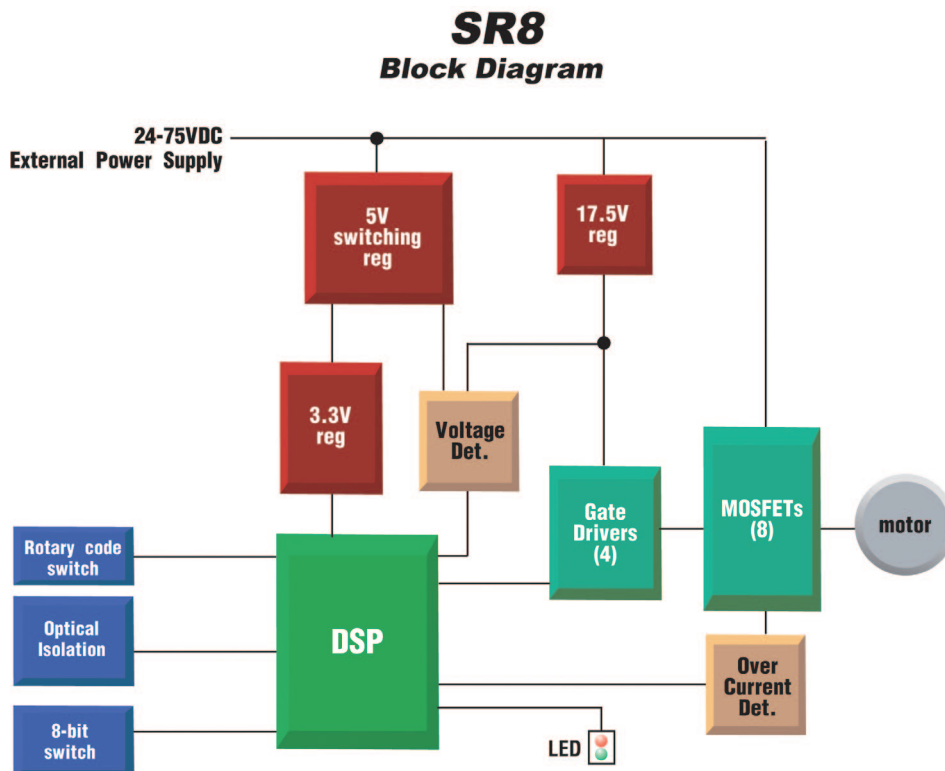 SR8
Block Diagram
24-75VDC
External Power Supply
5V
switching
reg
17.5V
reg
3.3V
reg
Voltage
Det.
Gate
Drivers
(4)
MOSFETs
(8)
motor
Rotary code
switch
Optical
Isolation
DSP
Over
Current
Det.
8-bit
switch
LED